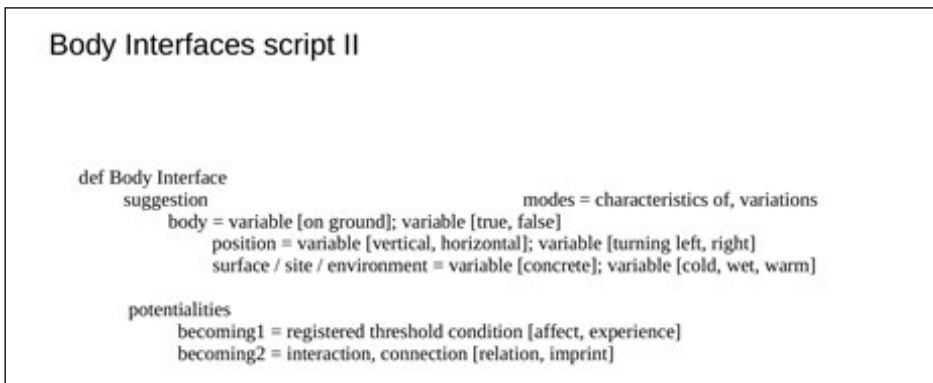 Body Interfaces script II
def Body Interface
suggestion modes = characteristics of, variations
body = variable [on ground]; variable [true, false]
position = variable [vertical, horizontal]; variable [turning left, right]
surface / site / environment = variable [concrete]; variable [cold, wet, warm]
potentialities
becoming1 = registered threshold condition [affect, experience]
becoming2 = interaction, connection [relation, imprint]